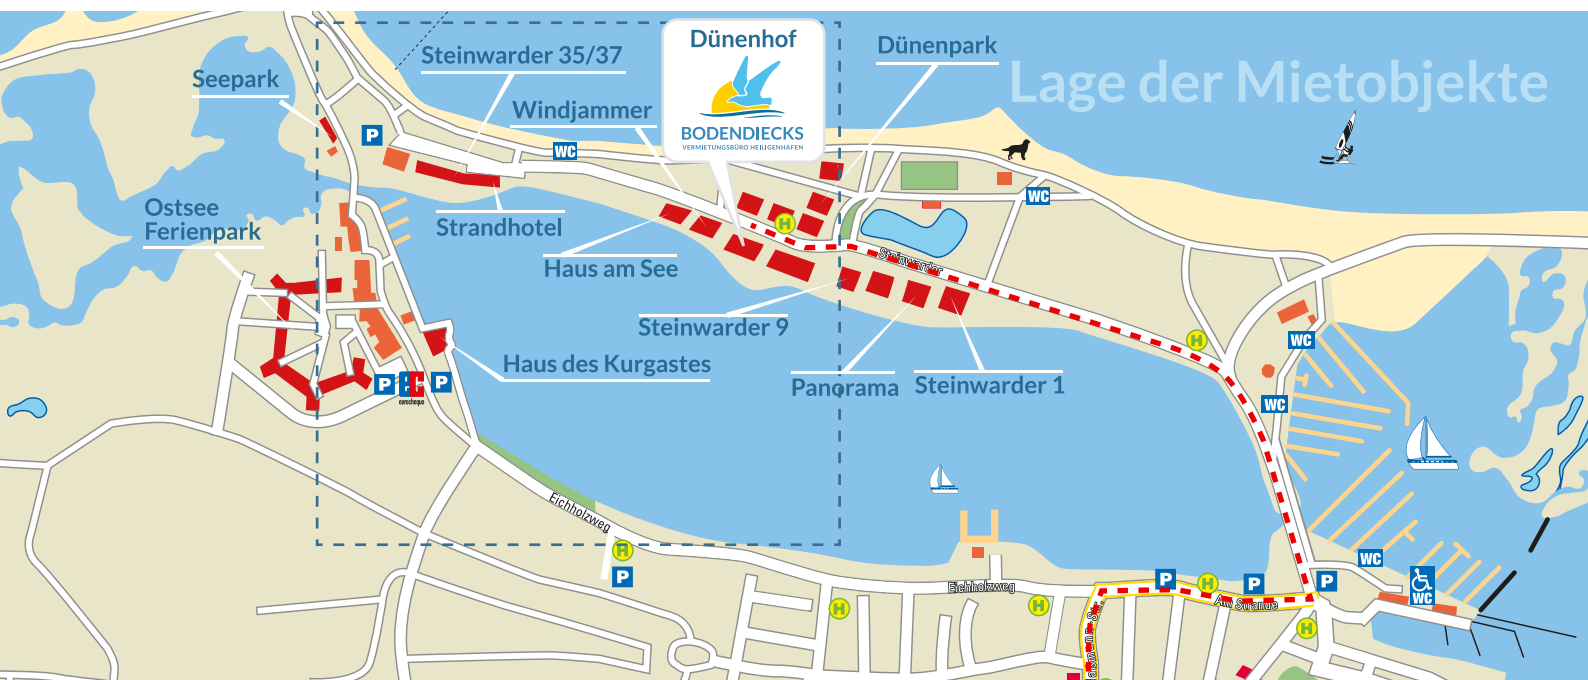 Lage der Mietobjekte
Dünenhof
BODENDIECKS
VERMIETUNGSBÜRO HEILIGENHAFEN
Dünenpark
Steinwarder 35/37
Seepark
Windjammer
P
WC
WC
Ostsee
Ferienpark
Strandhotel
H
Haus am See
Steinwarder
Steinwarder 9
H
WC
Haus des Kurgastes
Panorama
Steinwarder 1
P
P
eurocheque
WC
Eichholzweg
H
P
WC
Eichholzweg
H
H
P
H
P
P
WC
Am Strande
H